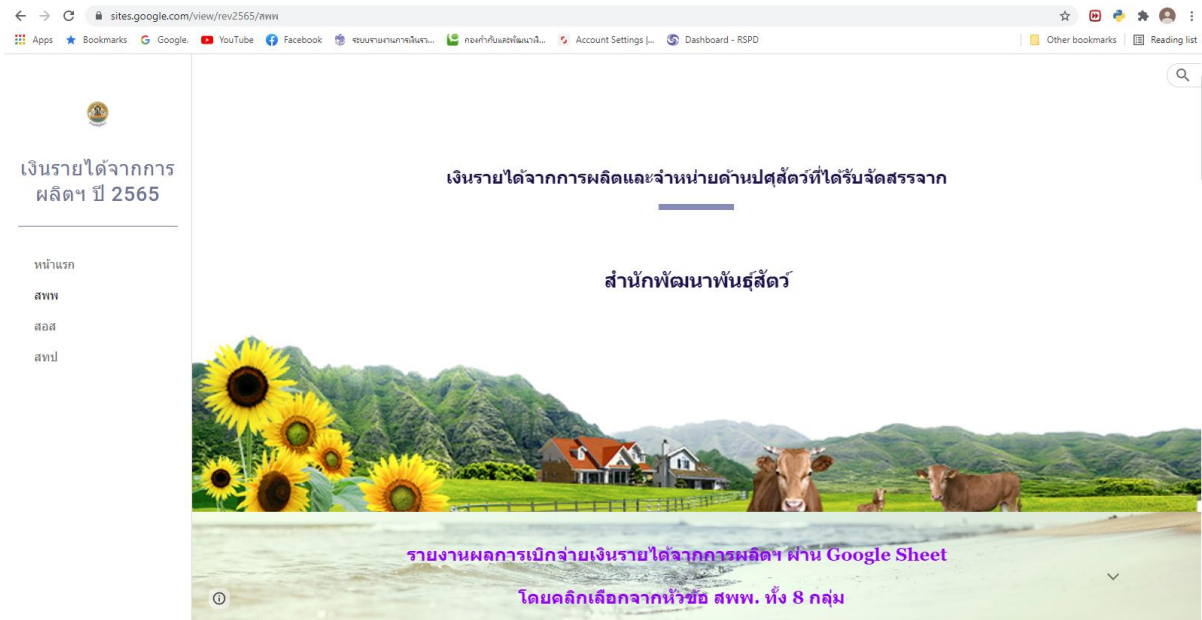 sites.google.com/view/rev2565/สพพ
Apps Bookmarks Google. YouTube Facebook Account Settings |... Dashboard - RSPD Other bookmarks Reading list
เงินรายได้จากการ
ผลิตฯ ปี 2565
หน้าแรก
สพพ
สอส
สทป
เงินรายได้จากการผลิตและจำหน่ายด้านปศุสัตว์ที่ได้รับจัดสรรจาก
สำนักพัฒนาพันธุ์สัตว์
รายงานผลการเบิกจ่ายเงินรายได้จากการผลิตฯ ผ่าน Google Sheet
โดยคลิกเลือกจากหัวข้อ สพพ. ทั้ง 8 กลุ่ม